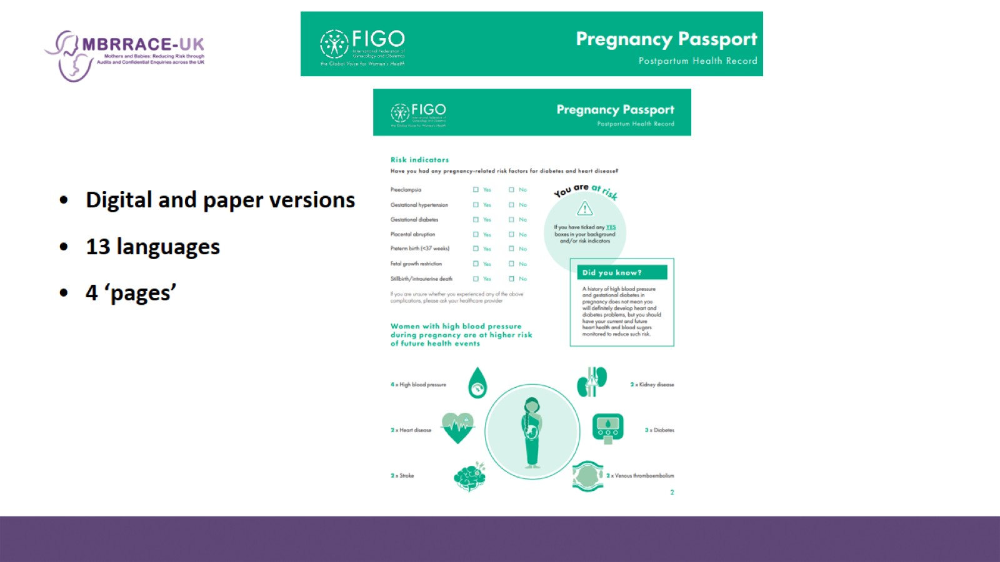 MBRRACE-UK
Mothers and Babies: Reducing Risk through
Audits and Confidential Enquiries across the UK
FIGO
International Federation of
Gynecology and Obstetrics
the Global Voice for Women's Health
Pregnancy Passport
Postpartum Health Record
• Digital and paper versions
• 13 languages
• 4 ‘pages’
FIGO
International Federation of
Gynecology and Obstetrics
the Global Voice for Women's Health
Pregnancy Passport
Postpartum Health Record
Risk indicators
Have you had any pregnancy-related risk factors for diabetes and heart disease?
Preeclampsia Yes No
Gestational hypertension Yes No
Gestational diabetes Yes No
Placental abruption Yes No
Preterm birth (<37 weeks) Yes No
Fetal growth restriction Yes No
Stillbirth/intrauterine death Yes No
If you are unsure whether you experienced any of the above
complications, please ask your healthcare provider
You are at risk
If you have ticked any YES
boxes in your background
and/or risk indicators
Did you know?
A history of high blood pressure
and gestational diabetes in
pregnancy does not mean you
will definitely develop heart and
diabetes problems, but you should
have your current and future
heart health and blood sugars
monitored to reduce such risk.
Women with high blood pressure
during pregnancy are at higher risk
of future health events
4 x High blood pressure
2 x Kidney disease
2 x Heart disease
3 x Diabetes
2 x Stroke
2 x Venous thromboembolism
2